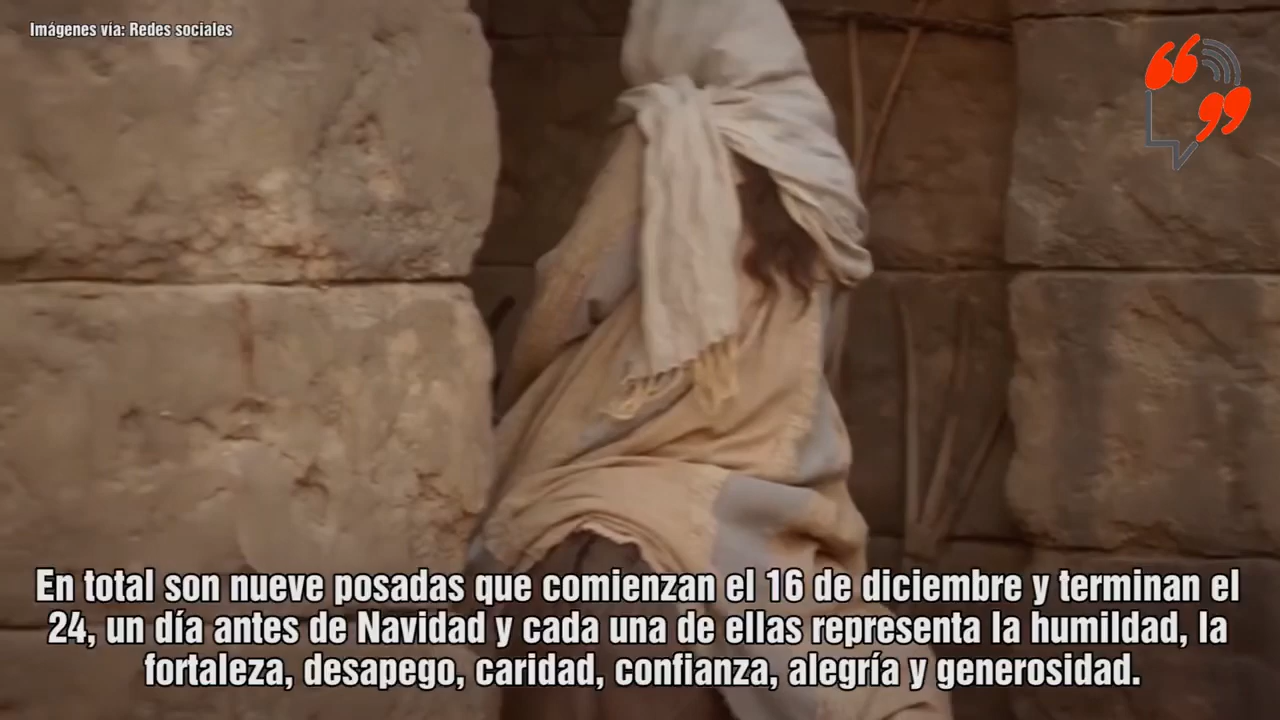 Imágenes vía: Redes sociales
En total son nueve posadas que comienzan el 16 de diciembre y terminan el
24, un día antes de Navidad y cada una de ellas representa la humildad, la
fortaleza, desapego, caridad, confianza, alegría y generosidad.